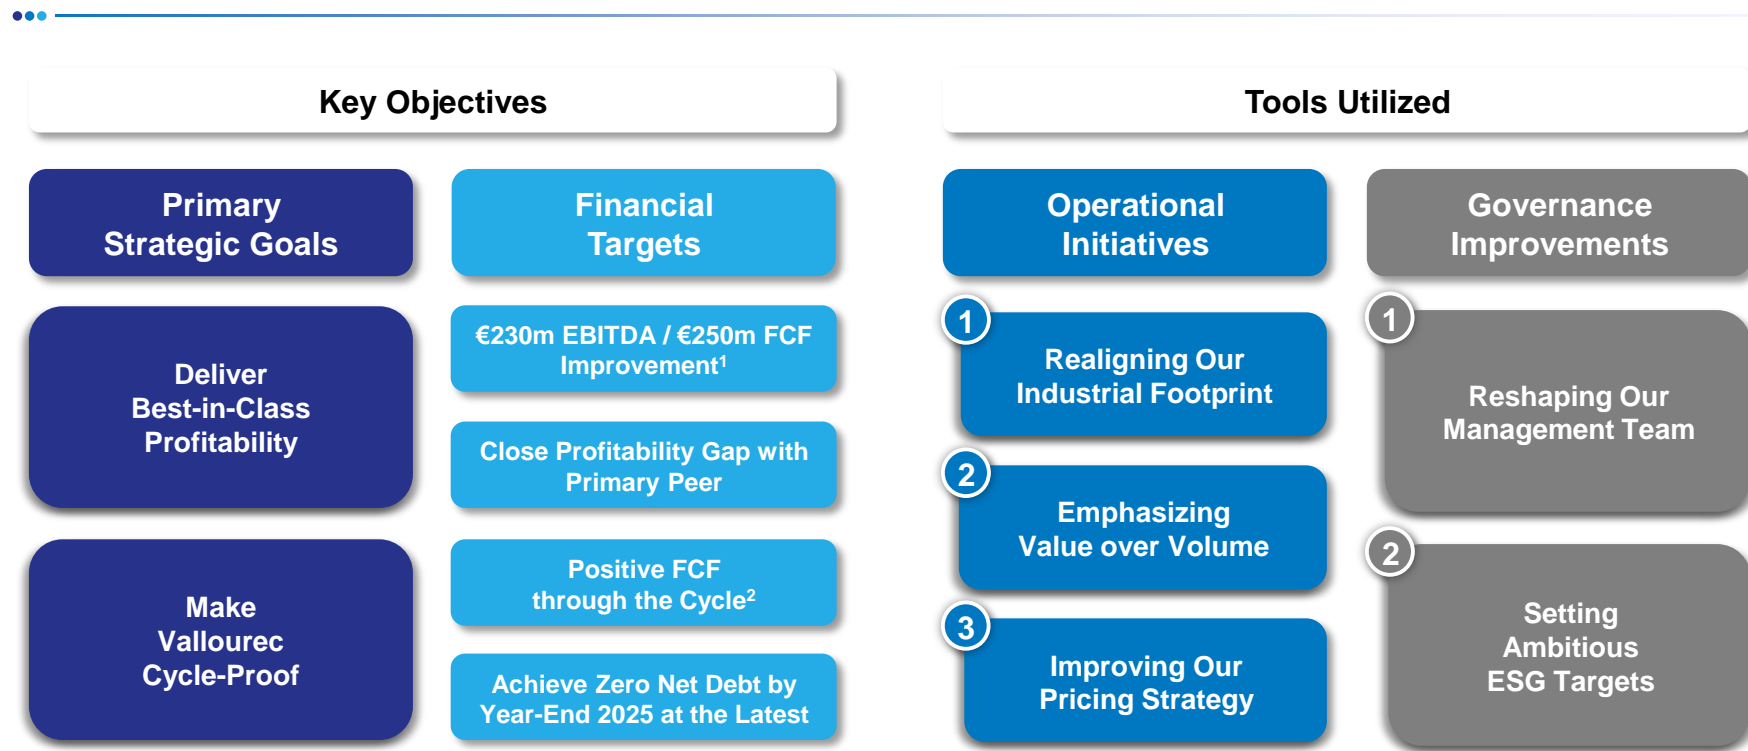 Key Objectives
Tools Utilized
Primary
Strategic Goals
Financial
Targets
Operational
Initiatives
Governance
Improvements
Deliver
Best-in-Class
Profitability
Make
Vallourec
Cycle-Proof
€230m EBITDA / €250m FCF
Improvement¹
Close Profitability Gap with
Primary Peer
Positive FCF
through the Cycle²
Achieve Zero Net Debt by
Year-End 2025 at the Latest
1
Realigning Our
Industrial Footprint
2
Emphasizing
Value over Volume
3
Improving Our
Pricing Strategy
1
Reshaping Our
Management Team
2
Setting
Ambitious
ESG Targets